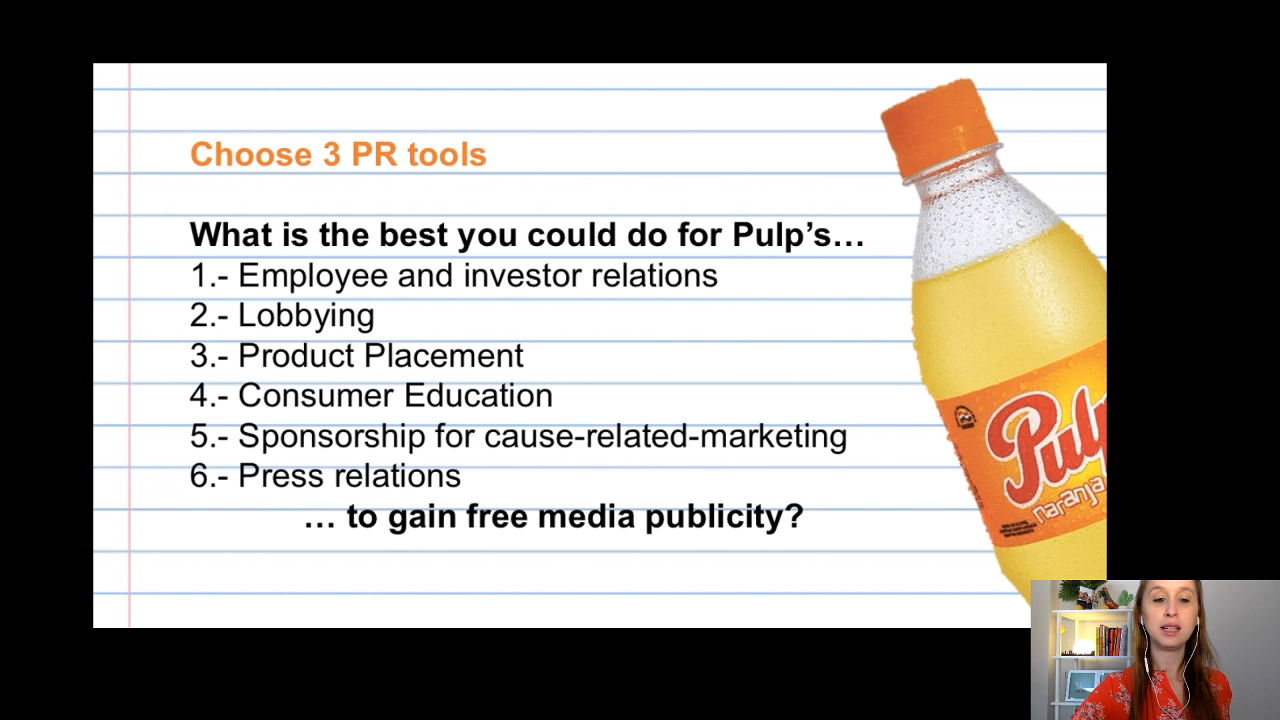 Choose 3 PR tools
What is the best you could do for Pulp’s…
1.- Employee and investor relations
2.- Lobbying
3.- Product Placement
4.- Consumer Education
5.- Sponsorship for cause-related-marketing
6.- Press relations
… to gain free media publicity?
Pulp
naranja